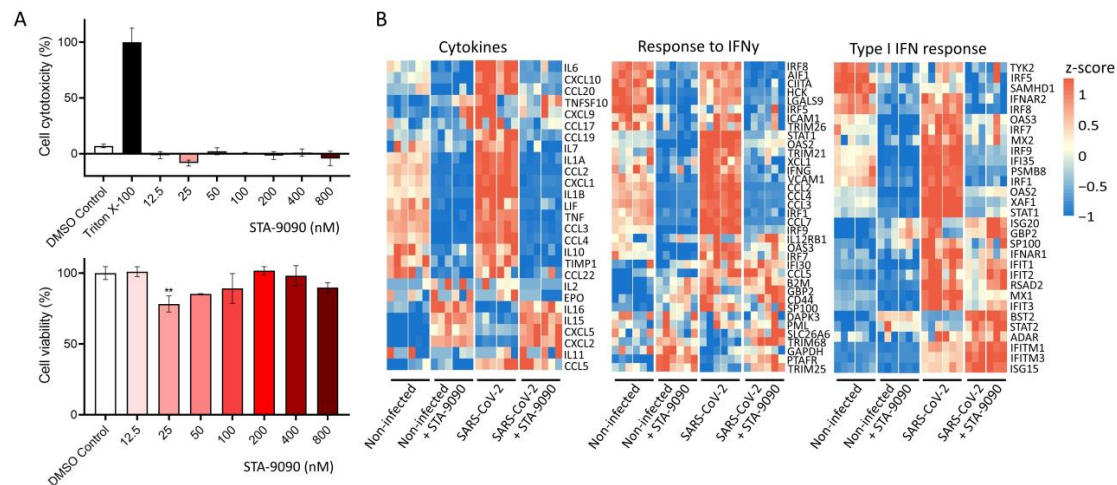 A
Cell cytotoxicity (%)
100
50
0
DMSO Control
Triton X-100
12.5
25
50
100
200
400
800
STA-9090 (nM)
Cell viability (%)
150
100
50
0
**
DMSO Control
12.5
25
50
100
200
400
800
STA-9090 (nM)
B
Cytokines
IL6
CXCL10
CCL20
TNFSF10
CXCL9
CCL17
CCL19
IL7
IL1A
CCL2
CXCL1
IL1B
LIF
TNF
CCL3
CCL4
IL10
TIMP1
CCL22
IL2
EPO
IL16
IL15
CXCL5
CXCL2
IL11
CCL5
Non-infected
Non-infected
+ STA-9090
SARS-CoV-2
SARS-CoV-2
+ STA-9090
Response to IFNγ
IRF8
AIF1
CIITA
HCK
LGALS9
IRF5
ICAM1
TRIM26
STAT1
OAS2
TRIM21
XCL1
IFNG
VCAM1
CCL2
CCL4
CCL3
IRF1
CCL7
IRF9
IL12RB1
OAS3
IRF7
IFI30
CCL5
B2M
GBP2
CD44
SP100
DAPK3
PML
SLC26A6
TRIM68
GAPDH
PTAFR
TRIM25
Non-infected
Non-infected
+ STA-9090
SARS-CoV-2
SARS-CoV-2
+ STA-9090
Type I IFN response
TYK2
IRF5
SAMHD1
IFNAR2
IRF8
OAS3
IRF7
MX2
IRF9
IFI35
PSMB8
IRF1
OAS2
XAF1
STAT1
ISG20
GBP2
SP100
IFNAR1
IFIT1
IFIT2
RSAD2
MX1
IFIT3
BST2
STAT2
ADAR
IFITM1
IFITM3
ISG15
Non-infected
Non-infected
+ STA-9090
SARS-CoV-2
SARS-CoV-2
+ STA-9090
z-score
1
0.5
0
−0.5
−1